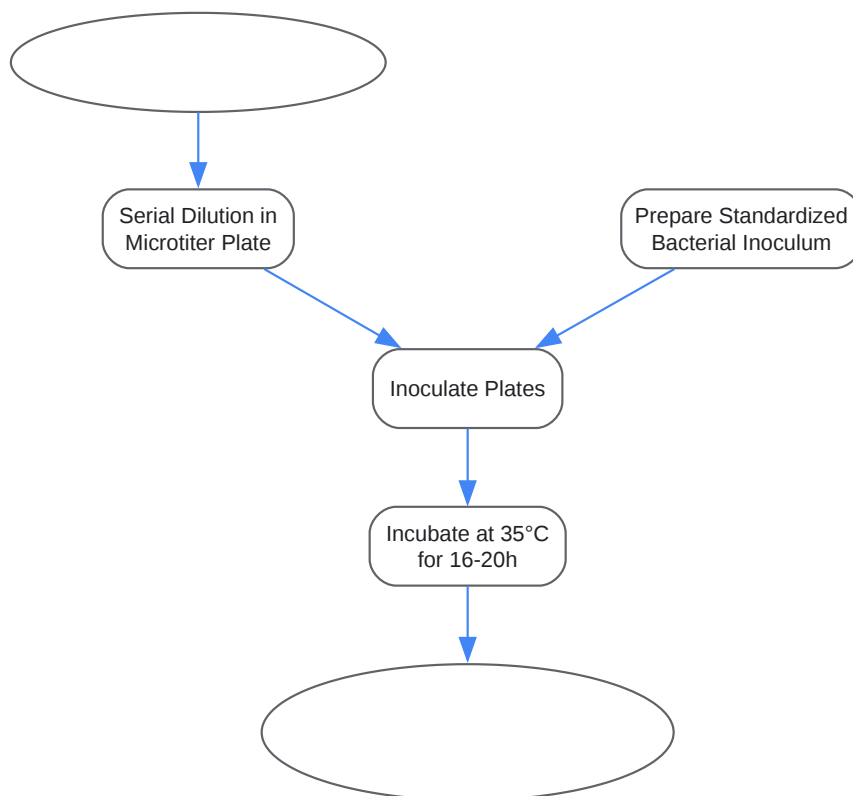 Serial Dilution in
Microtiter Plate
Prepare Standardized
Bacterial Inoculum
Inoculate Plates
Incubate at 35°C
for 16-20h